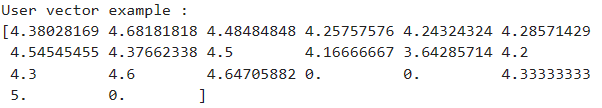 User vector example :
[4.38028169 4.68181818 4.48484848 4.25757576 4.24324324 4.28571429
 4.54545455 4.37662338 4.5        4.16666667 3.64285714 4.2
 4.3        4.6        4.64705882 0.         0.         4.33333333
 5.         0.        ]